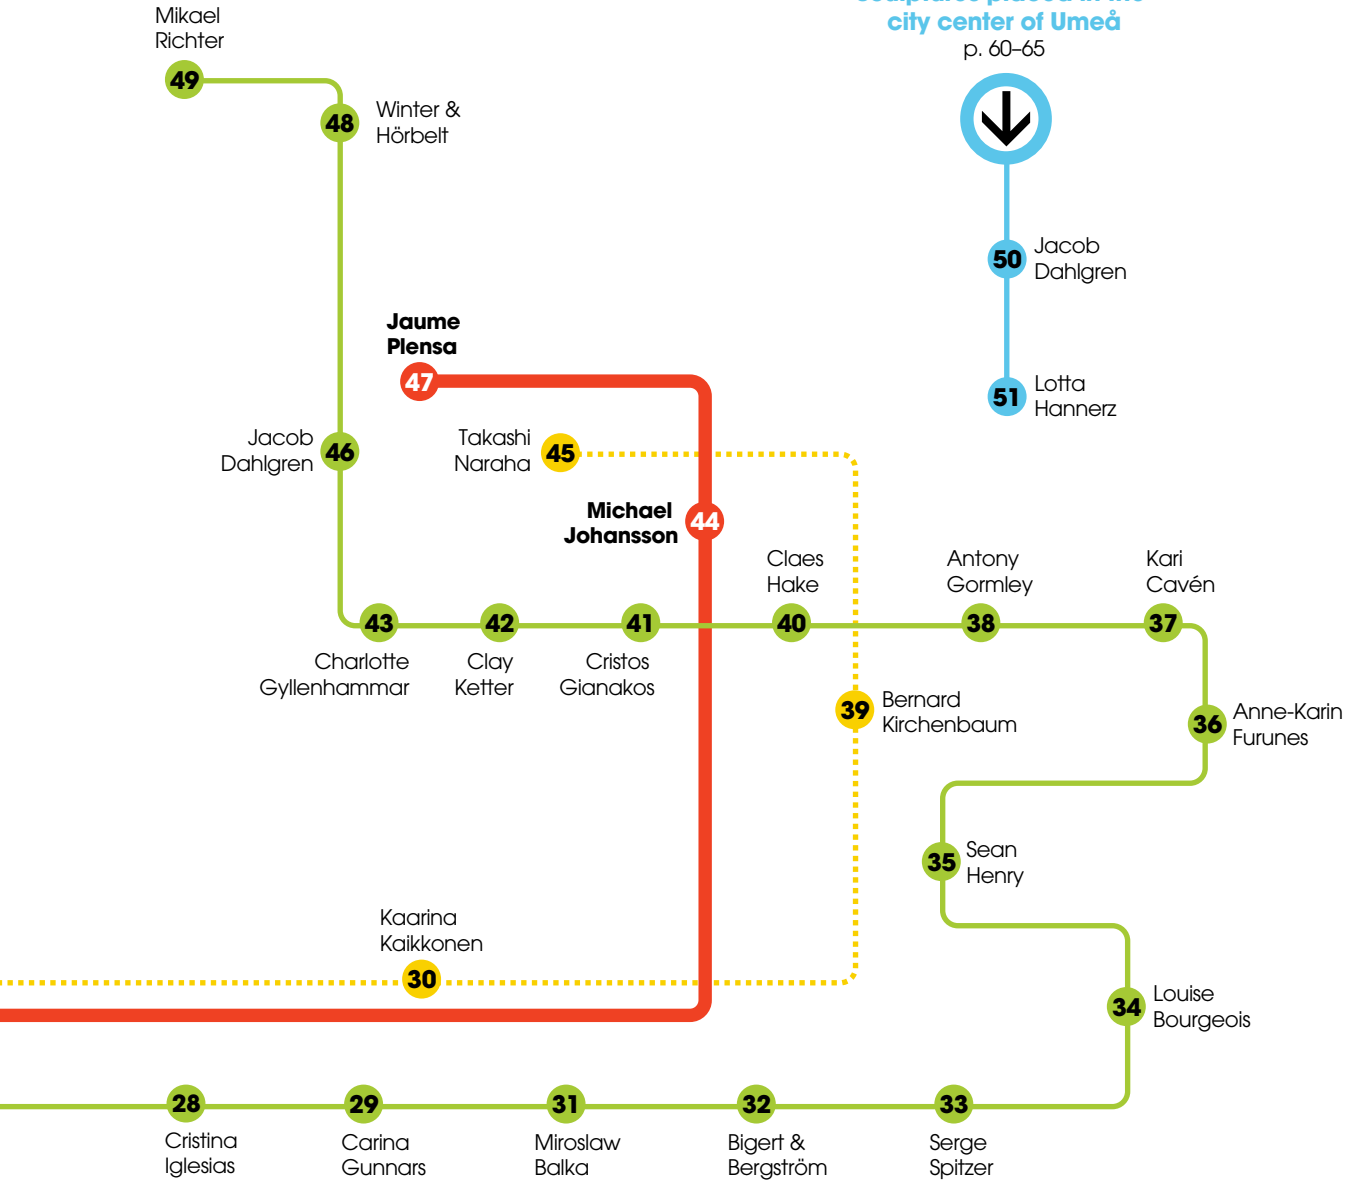 Mikael
Richter
49
48
Winter &
Hörbelt
sculptures placed in the
city center of Umeå
p. 60–65
50
Jacob
Dahlgren
51
Lotta
Hannerz
Jaume
Plensa
47
Jacob
Dahlgren
46
Takashi
Naraha
45
Michael
Johansson
44
Claes
Hake
40
Antony
Gormley
38
Kari
Cavén
37
43
Charlotte
Gyllenhammar
42
Clay
Ketter
41
Cristos
Gianakos
39
Bernard
Kirchenbaum
36
Anne-Karin
Furunes
35
Sean
Henry
Kaarina
Kaikkonen
30
34
Louise
Bourgeois
28
Cristina
Iglesias
29
Carina
Gunnars
31
Miroslaw
Balka
32
Bigert &
Bergström
33
Serge
Spitzer